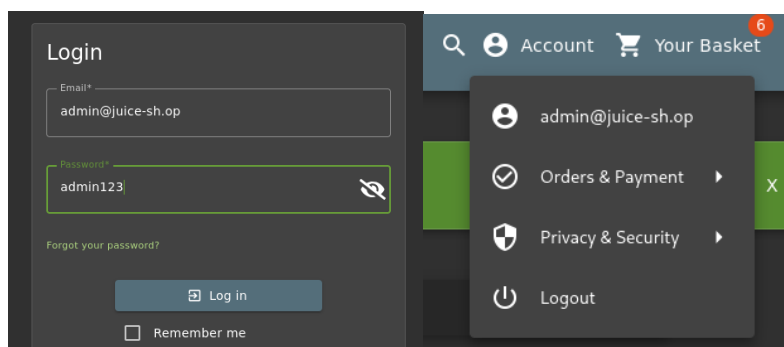 Login
Email*
admin@juice-sh.op
Password*
admin123
Forgot your password?
Log in
Remember me
6
Account
Your Basket
admin@juice-sh.op
Orders & Payment
X
Privacy & Security
Logout